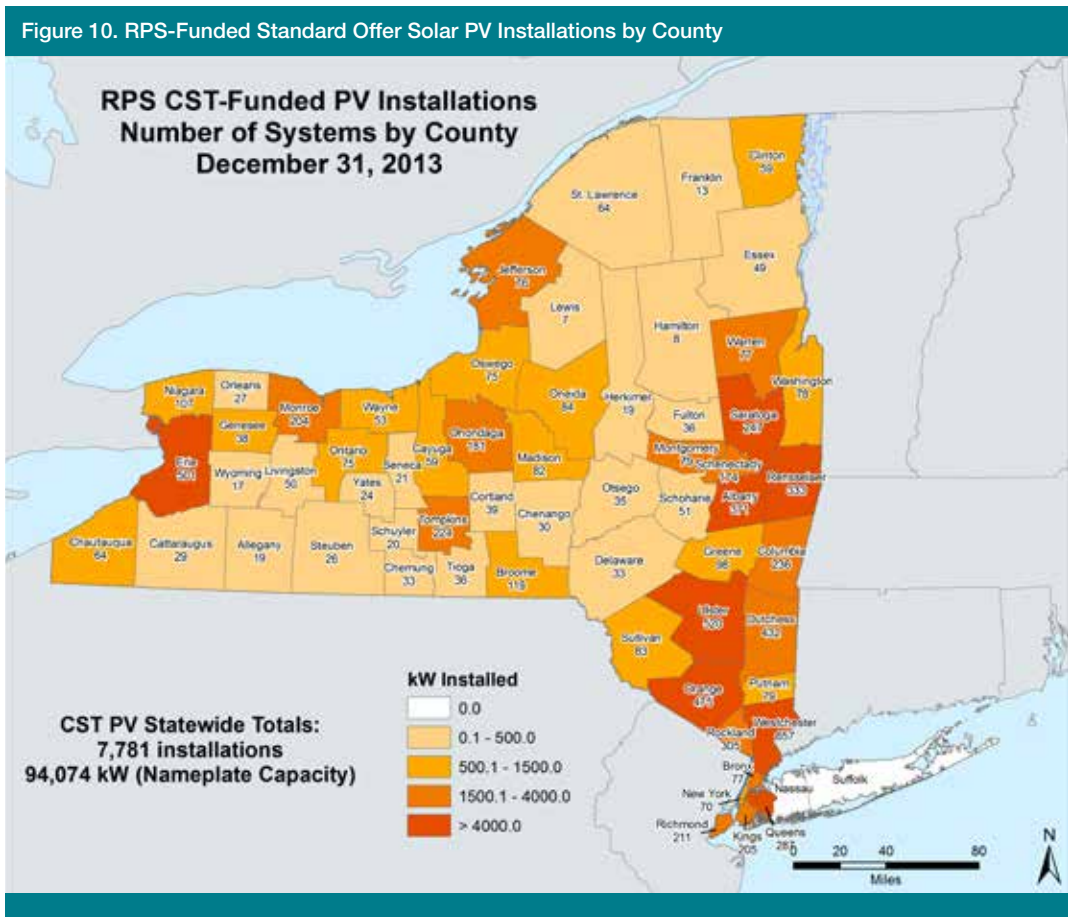 Figure 10. RPS-Funded Standard Offer Solar PV Installations by County
RPS CST-Funded PV Installations
Number of Systems by County
December 31, 2013
Clinton
59
Franklin
13
St. Lawrence
64
Essex
49
Jefferson
76
Lewis
7
Hamilton
8
Warren
77
Washington
78
Oswego
75
Oneida
84
Herkimer
19
Fulton
36
Saratoga
247
Niagara
107
Orleans
27
Monroe
204
Wayne
53
Genesee
38
Onondaga
181
Madison
82
Montgomery
75
Schenectady
174
Rensselaer
333
Erie
Wyoming
17
Livingston
50
Ontario
75
Yates
24
Seneca
21
Cayuga
59
Cortland
39
Chenango
30
Otsego
35
Schoharie
51
Albany
Chautauqua
64
Cattaraugus
29
Allegany
19
Steuben
26
Schuyler
20
Chemung
33
Tompkins
224
Tioga
36
Broome
119
Delaware
33
Greene
98
Columbia
236
Ulster
Dutchess
432
Sullivan
83
Orange
Putnam
79
Rockland
305
Westchester
657
Bronx
77
New York
70
Nassau
Suffolk
Richmond
211
Kings
205
Queens
kW Installed
0.0
0.1 - 500.0
500.1 - 1500.0
1500.1 - 4000.0
> 4000.0
CST PV Statewide Totals:
7,781 installations
94,074 kW (Nameplate Capacity)
N
0 20 40 80
Miles